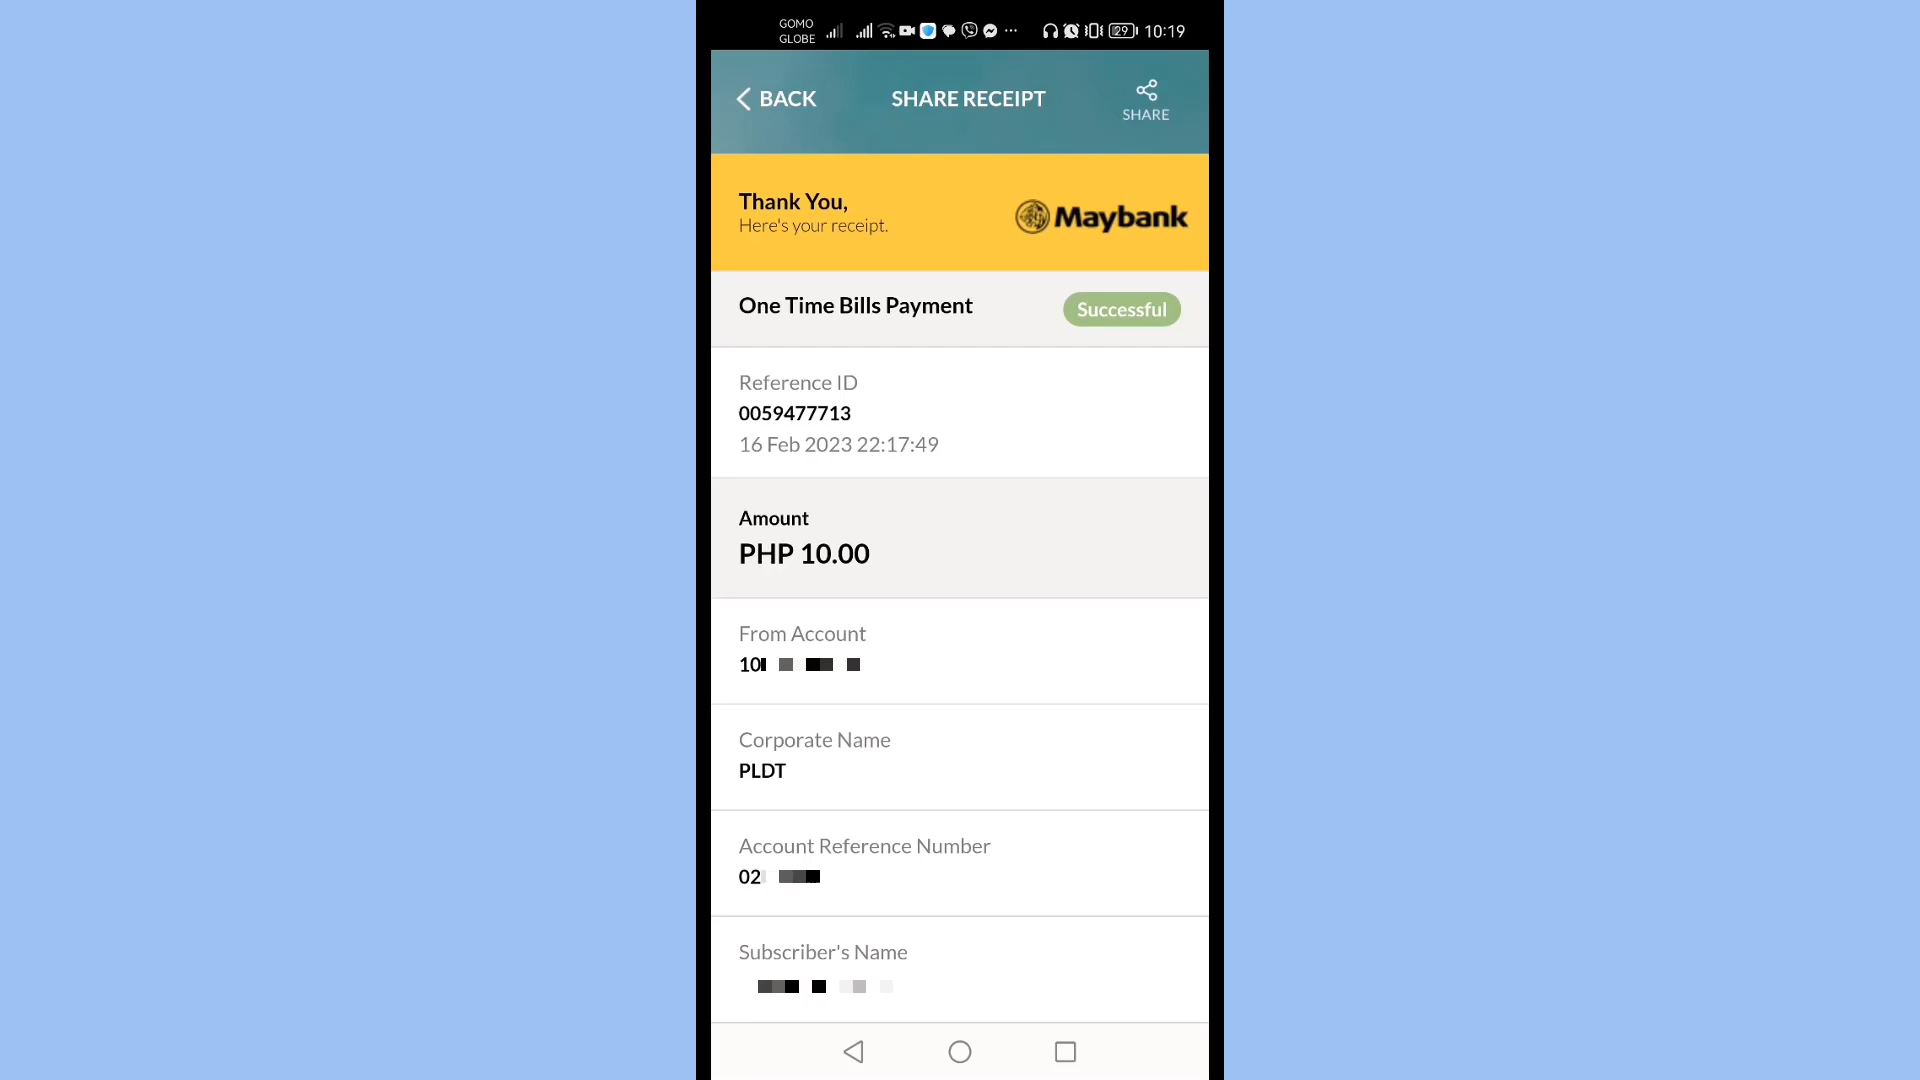 GOMO
GLOBE
29
10:19
BACK
SHARE RECEIPT
SHARE
Thank You,
Here's your receipt.
Maybank
One Time Bills Payment
Successful
Reference ID
0059477713
16 Feb 2023 22:17:49
Amount
PHP 10.00
From Account
10
Corporate Name
PLDT
Account Reference Number
02
Subscriber's Name